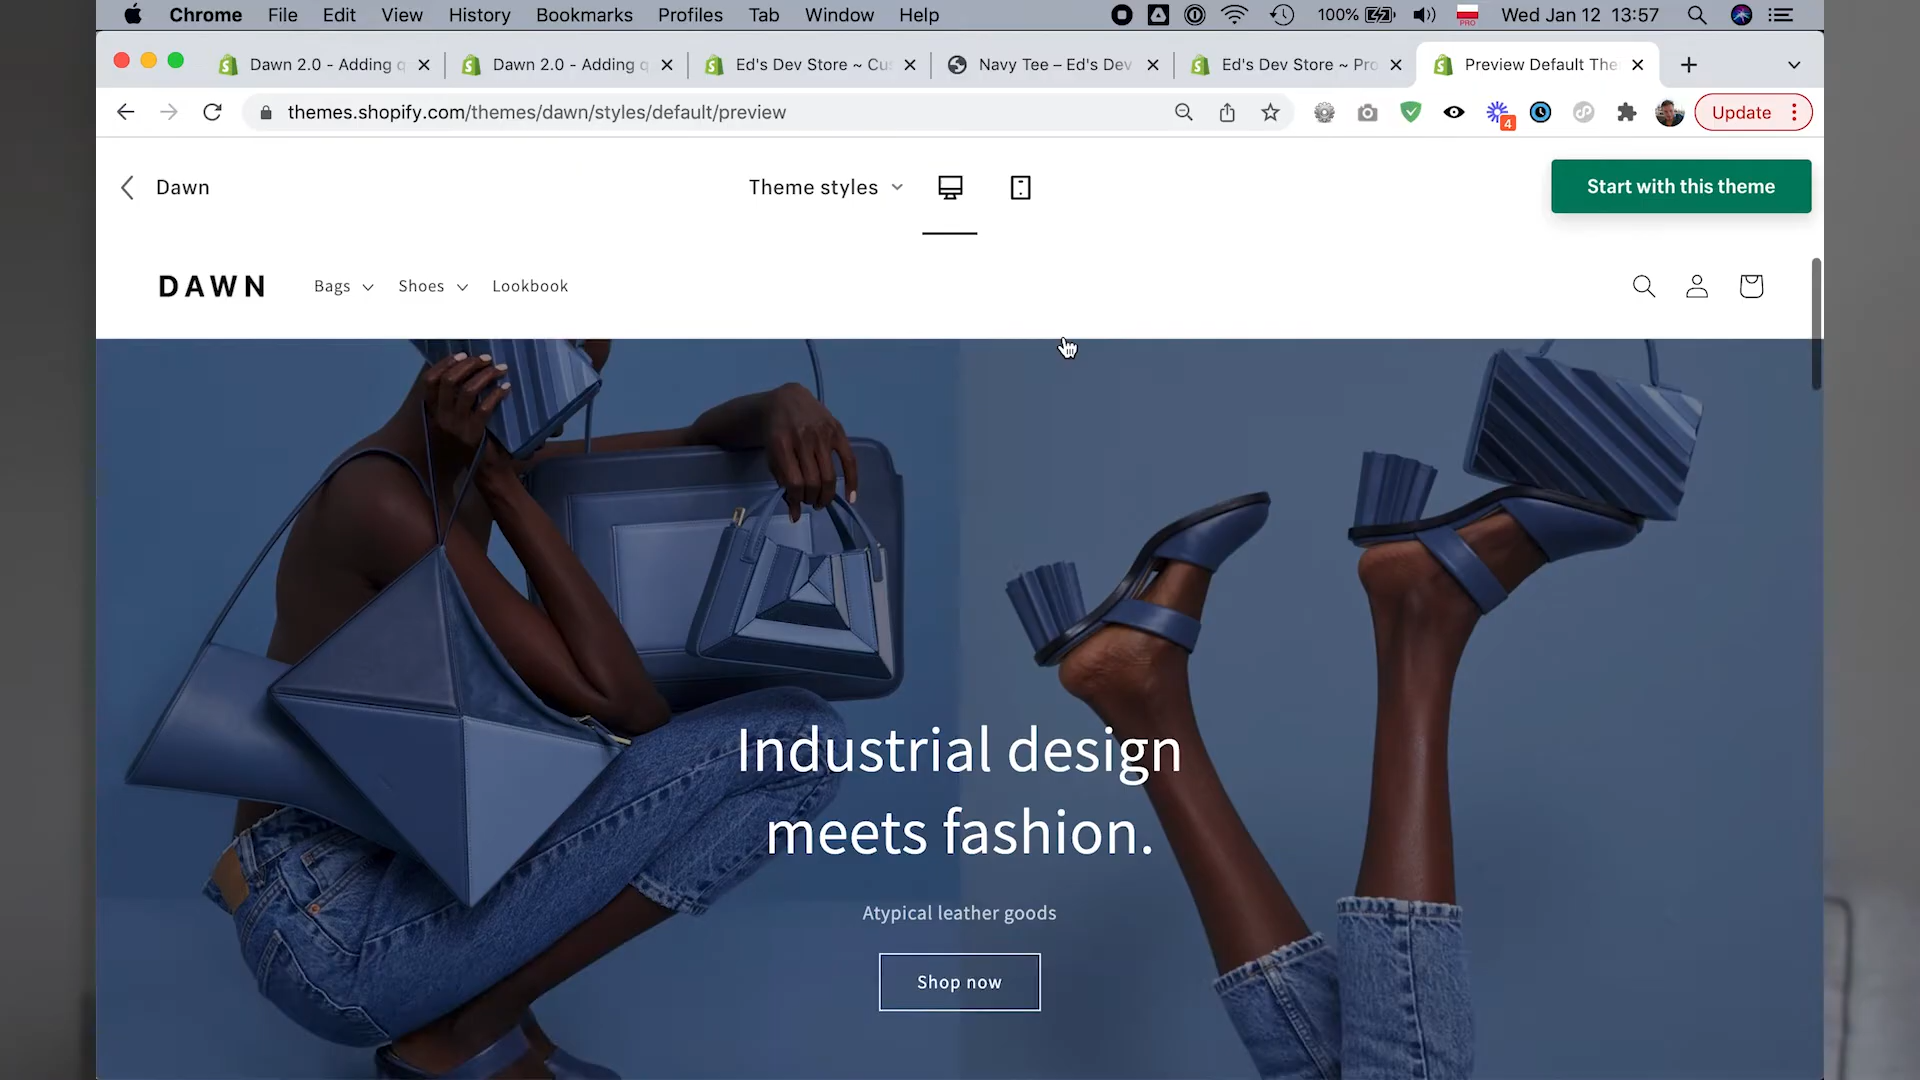 Chrome File Edit View History Bookmarks Profiles Tab Window Help 100% Wed Jan 12 13:57
PRO
Dawn 2.0 - Adding q Dawn 2.0 - Adding q Ed's Dev Store ~ Cu Navy Tee – Ed's Dev Ed's Dev Store ~ Pro Preview Default The
themes.shopify.com/themes/dawn/styles/default/preview 4 Update
Dawn Theme styles Start with this theme
DAWN Bags Shoes Lookbook
Industrial design
meets fashion.
Atypical leather goods
Shop now